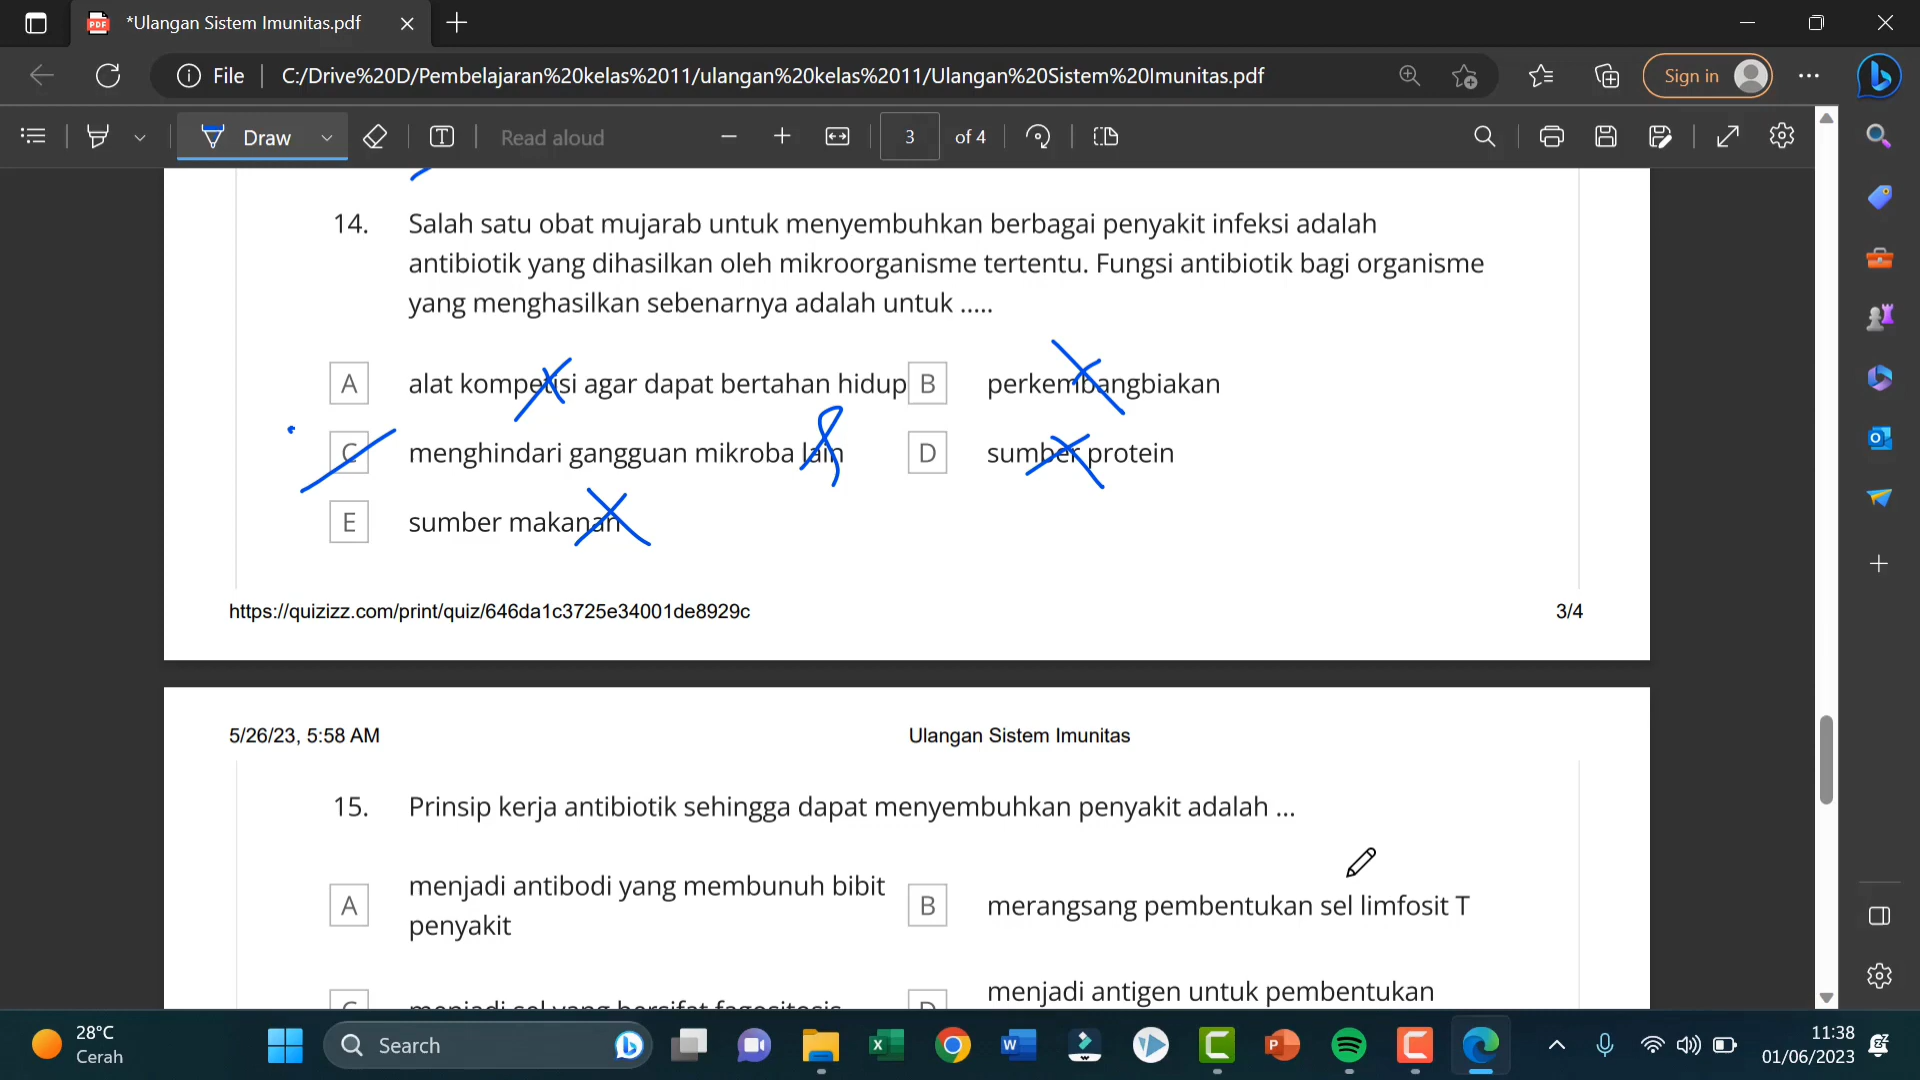 *Ulangan Sistem Imunitas.pdf
File
C:/Drive%20D/Pembelajaran%20kelas%2011/ulangan%20kelas%2011/Ulangan%20Sistem%20Imunitas.pdf
Sign in
Draw
Read aloud
3
of 4
14.
Salah satu obat mujarab untuk menyembuhkan berbagai penyakit infeksi adalah
antibiotik yang dihasilkan oleh mikroorganisme tertentu. Fungsi antibiotik bagi organisme
yang menghasilkan sebenarnya adalah untuk .....
A alat kompetisi agar dapat bertahan hidup
B perkembangbiakan
C menghindari gangguan mikroba lain
D sumber protein
E sumber makanan
https://quizizz.com/print/quiz/646da1c3725e34001de8929c
3/4
5/26/23, 5:58 AM
Ulangan Sistem Imunitas
15.
Prinsip kerja antibiotik sehingga dapat menyembuhkan penyakit adalah ...
A menjadi antibodi yang membunuh bibit
penyakit
B merangsang pembentukan sel limfosit T
C menjadi sel yang bersifat fagositosis
D menjadi antigen untuk pembentukan
28°C
Cerah
Search
11:38
01/06/2023